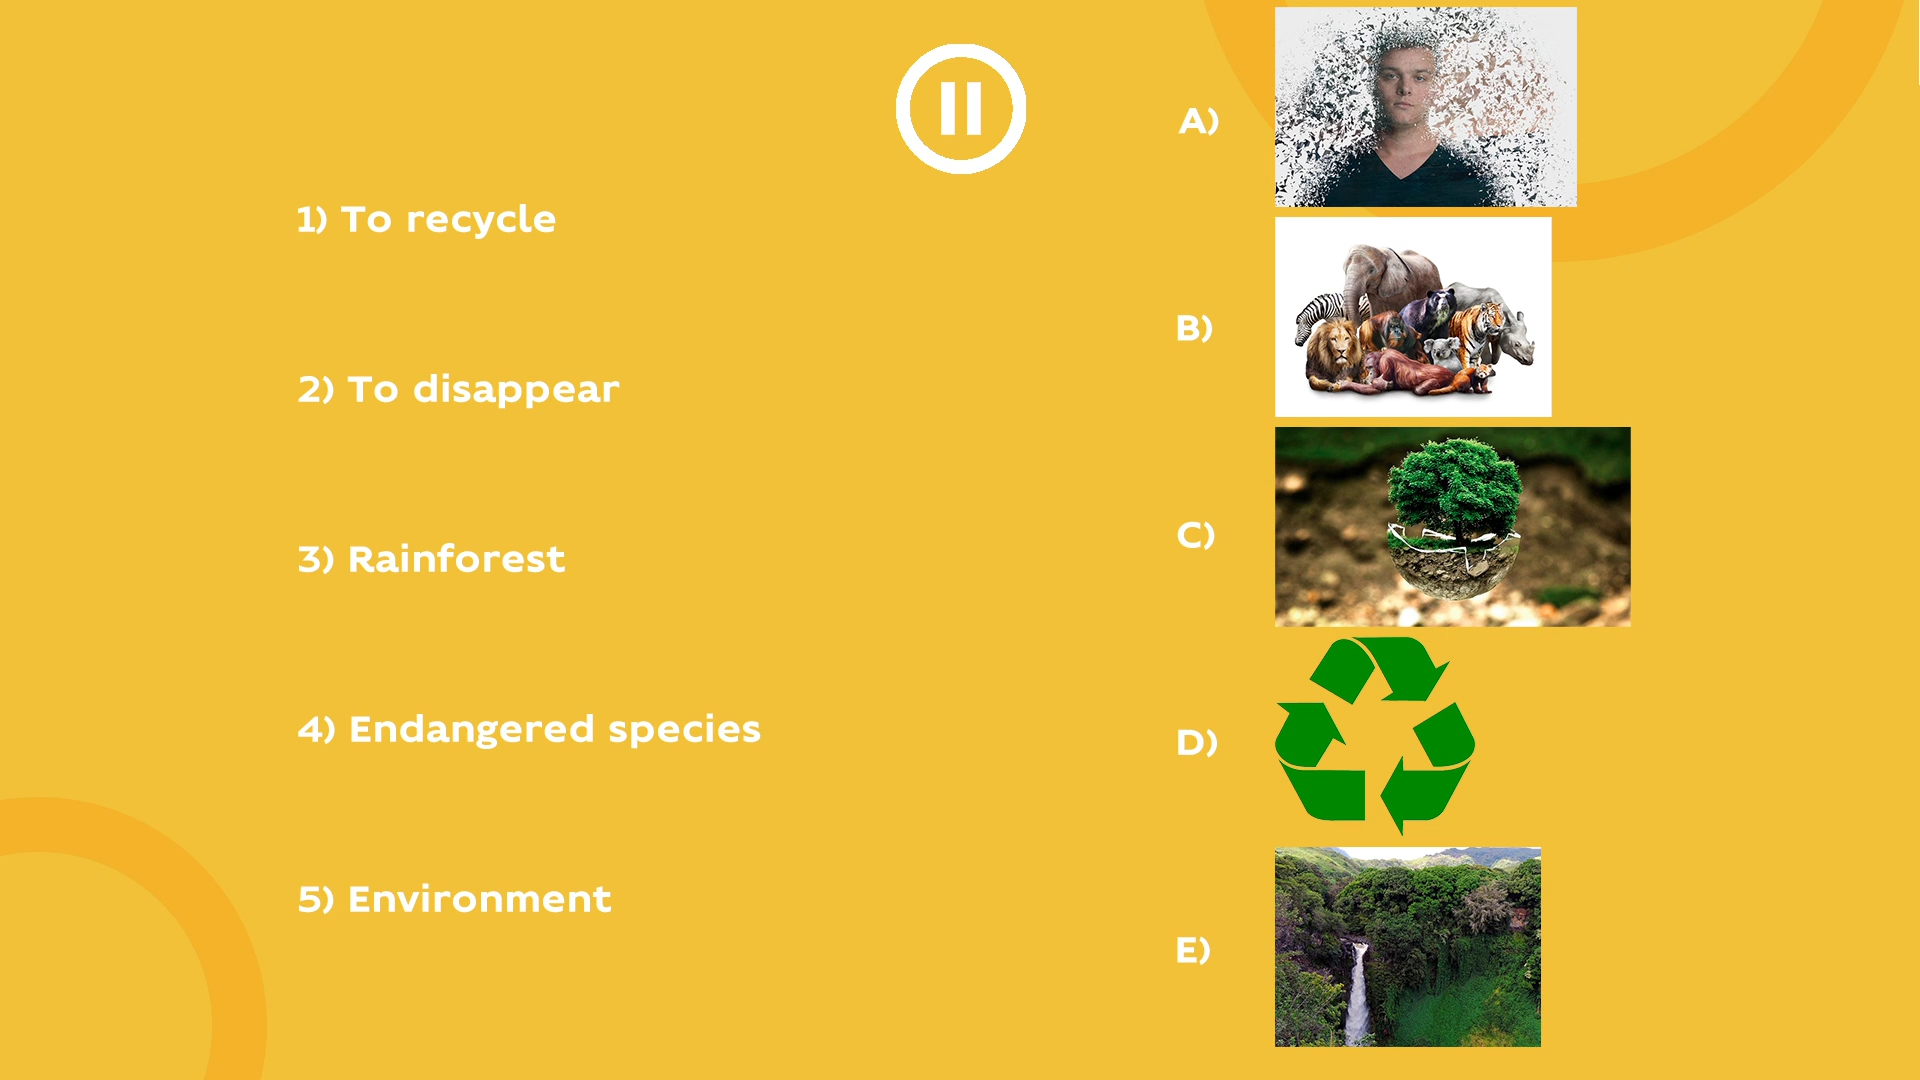 1) To recycle
2) To disappear
3) Rainforest
4) Endangered species
5) Environment
A)
B)
C)
D)
E)